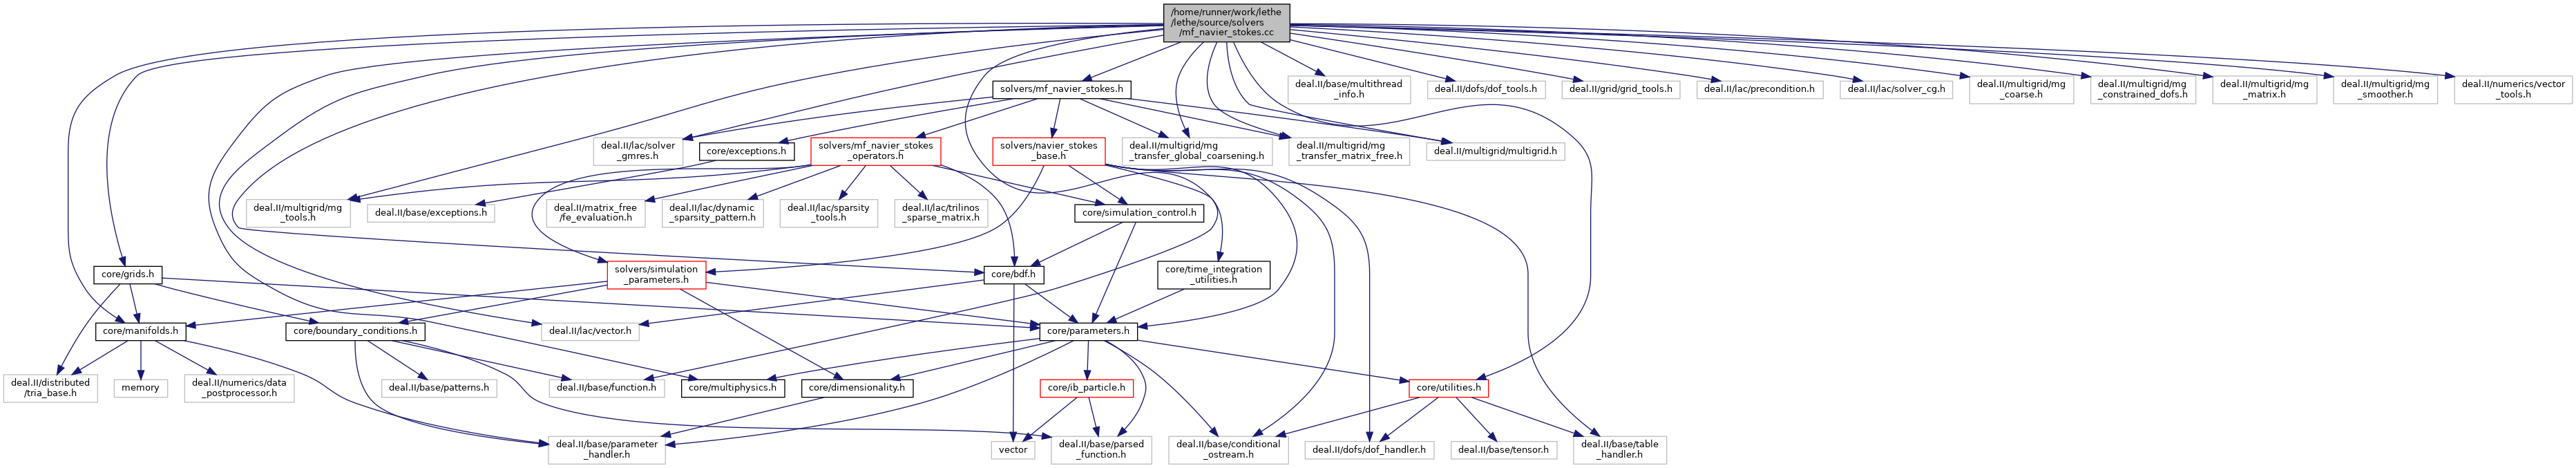 /home/runner/work/lethe
/lethe/source/solvers
/mf_navier_stokes.cc
solvers/mf_navier_stokes.h
deal.II/base/multithread
_info.h
deal.II/dofs/dof_tools.h
deal.II/grid/grid_tools.h
deal.II/lac/precondition.h
deal.II/lac/solver_cg.h
deal.II/multigrid/mg
_coarse.h
deal.II/multigrid/mg
_constrained_dofs.h
deal.II/multigrid/mg
_matrix.h
deal.II/multigrid/mg
_smoother.h
deal.II/numerics/vector
_tools.h
deal.II/lac/solver
_gmres.h
core/exceptions.h
solvers/mf_navier_stokes
_operators.h
solvers/navier_stokes
_base.h
deal.II/multigrid/mg
_transfer_global_coarsening.h
deal.II/multigrid/mg
_transfer_matrix_free.h
deal.II/multigrid/multigrid.h
deal.II/multigrid/mg
_tools.h
deal.II/base/exceptions.h
deal.II/matrix_free
/fe_evaluation.h
deal.II/lac/dynamic
_sparsity_pattern.h
deal.II/lac/sparsity
_tools.h
deal.II/lac/trilinos
_sparse_matrix.h
core/simulation_control.h
core/grids.h
solvers/simulation
_parameters.h
core/bdf.h
core/time_integration
_utilities.h
core/manifolds.h
core/boundary_conditions.h
deal.II/lac/vector.h
core/parameters.h
deal.II/distributed
/tria_base.h
memory
deal.II/numerics/data
_postprocessor.h
deal.II/base/patterns.h
deal.II/base/function.h
core/multiphysics.h
core/dimensionality.h
core/ib_particle.h
core/utilities.h
deal.II/base/parameter
_handler.h
vector
deal.II/base/parsed
_function.h
deal.II/base/conditional
_ostream.h
deal.II/dofs/dof_handler.h
deal.II/base/tensor.h
deal.II/base/table
_handler.h